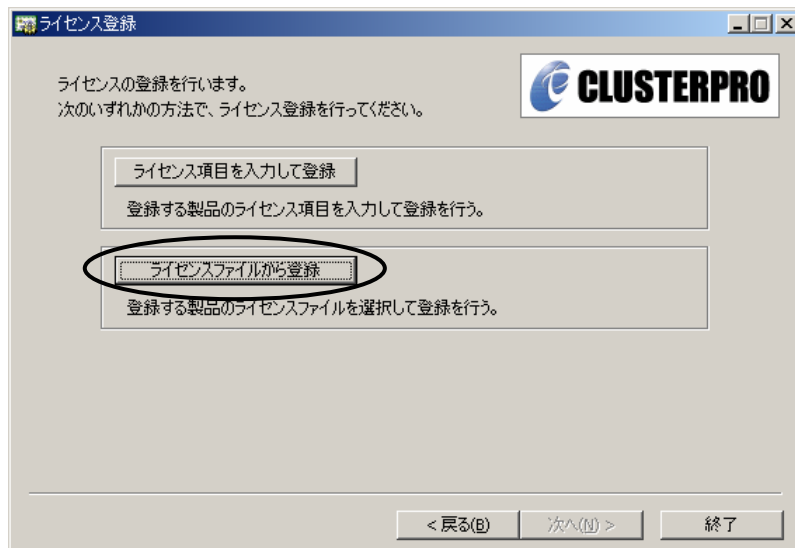 ライセンス登録
CLUSTERPRO
ライセンスの登録を行います。
次のいずれかの方法で、ライセンス登録を行ってください。
ライセンス項目を入力して登録
登録する製品のライセンス項目を入力して登録を行う。
ライセンスファイルから登録
登録する製品のライセンスファイルを選択して登録を行う。
< 戻る(B)
次へ(N) >
終了